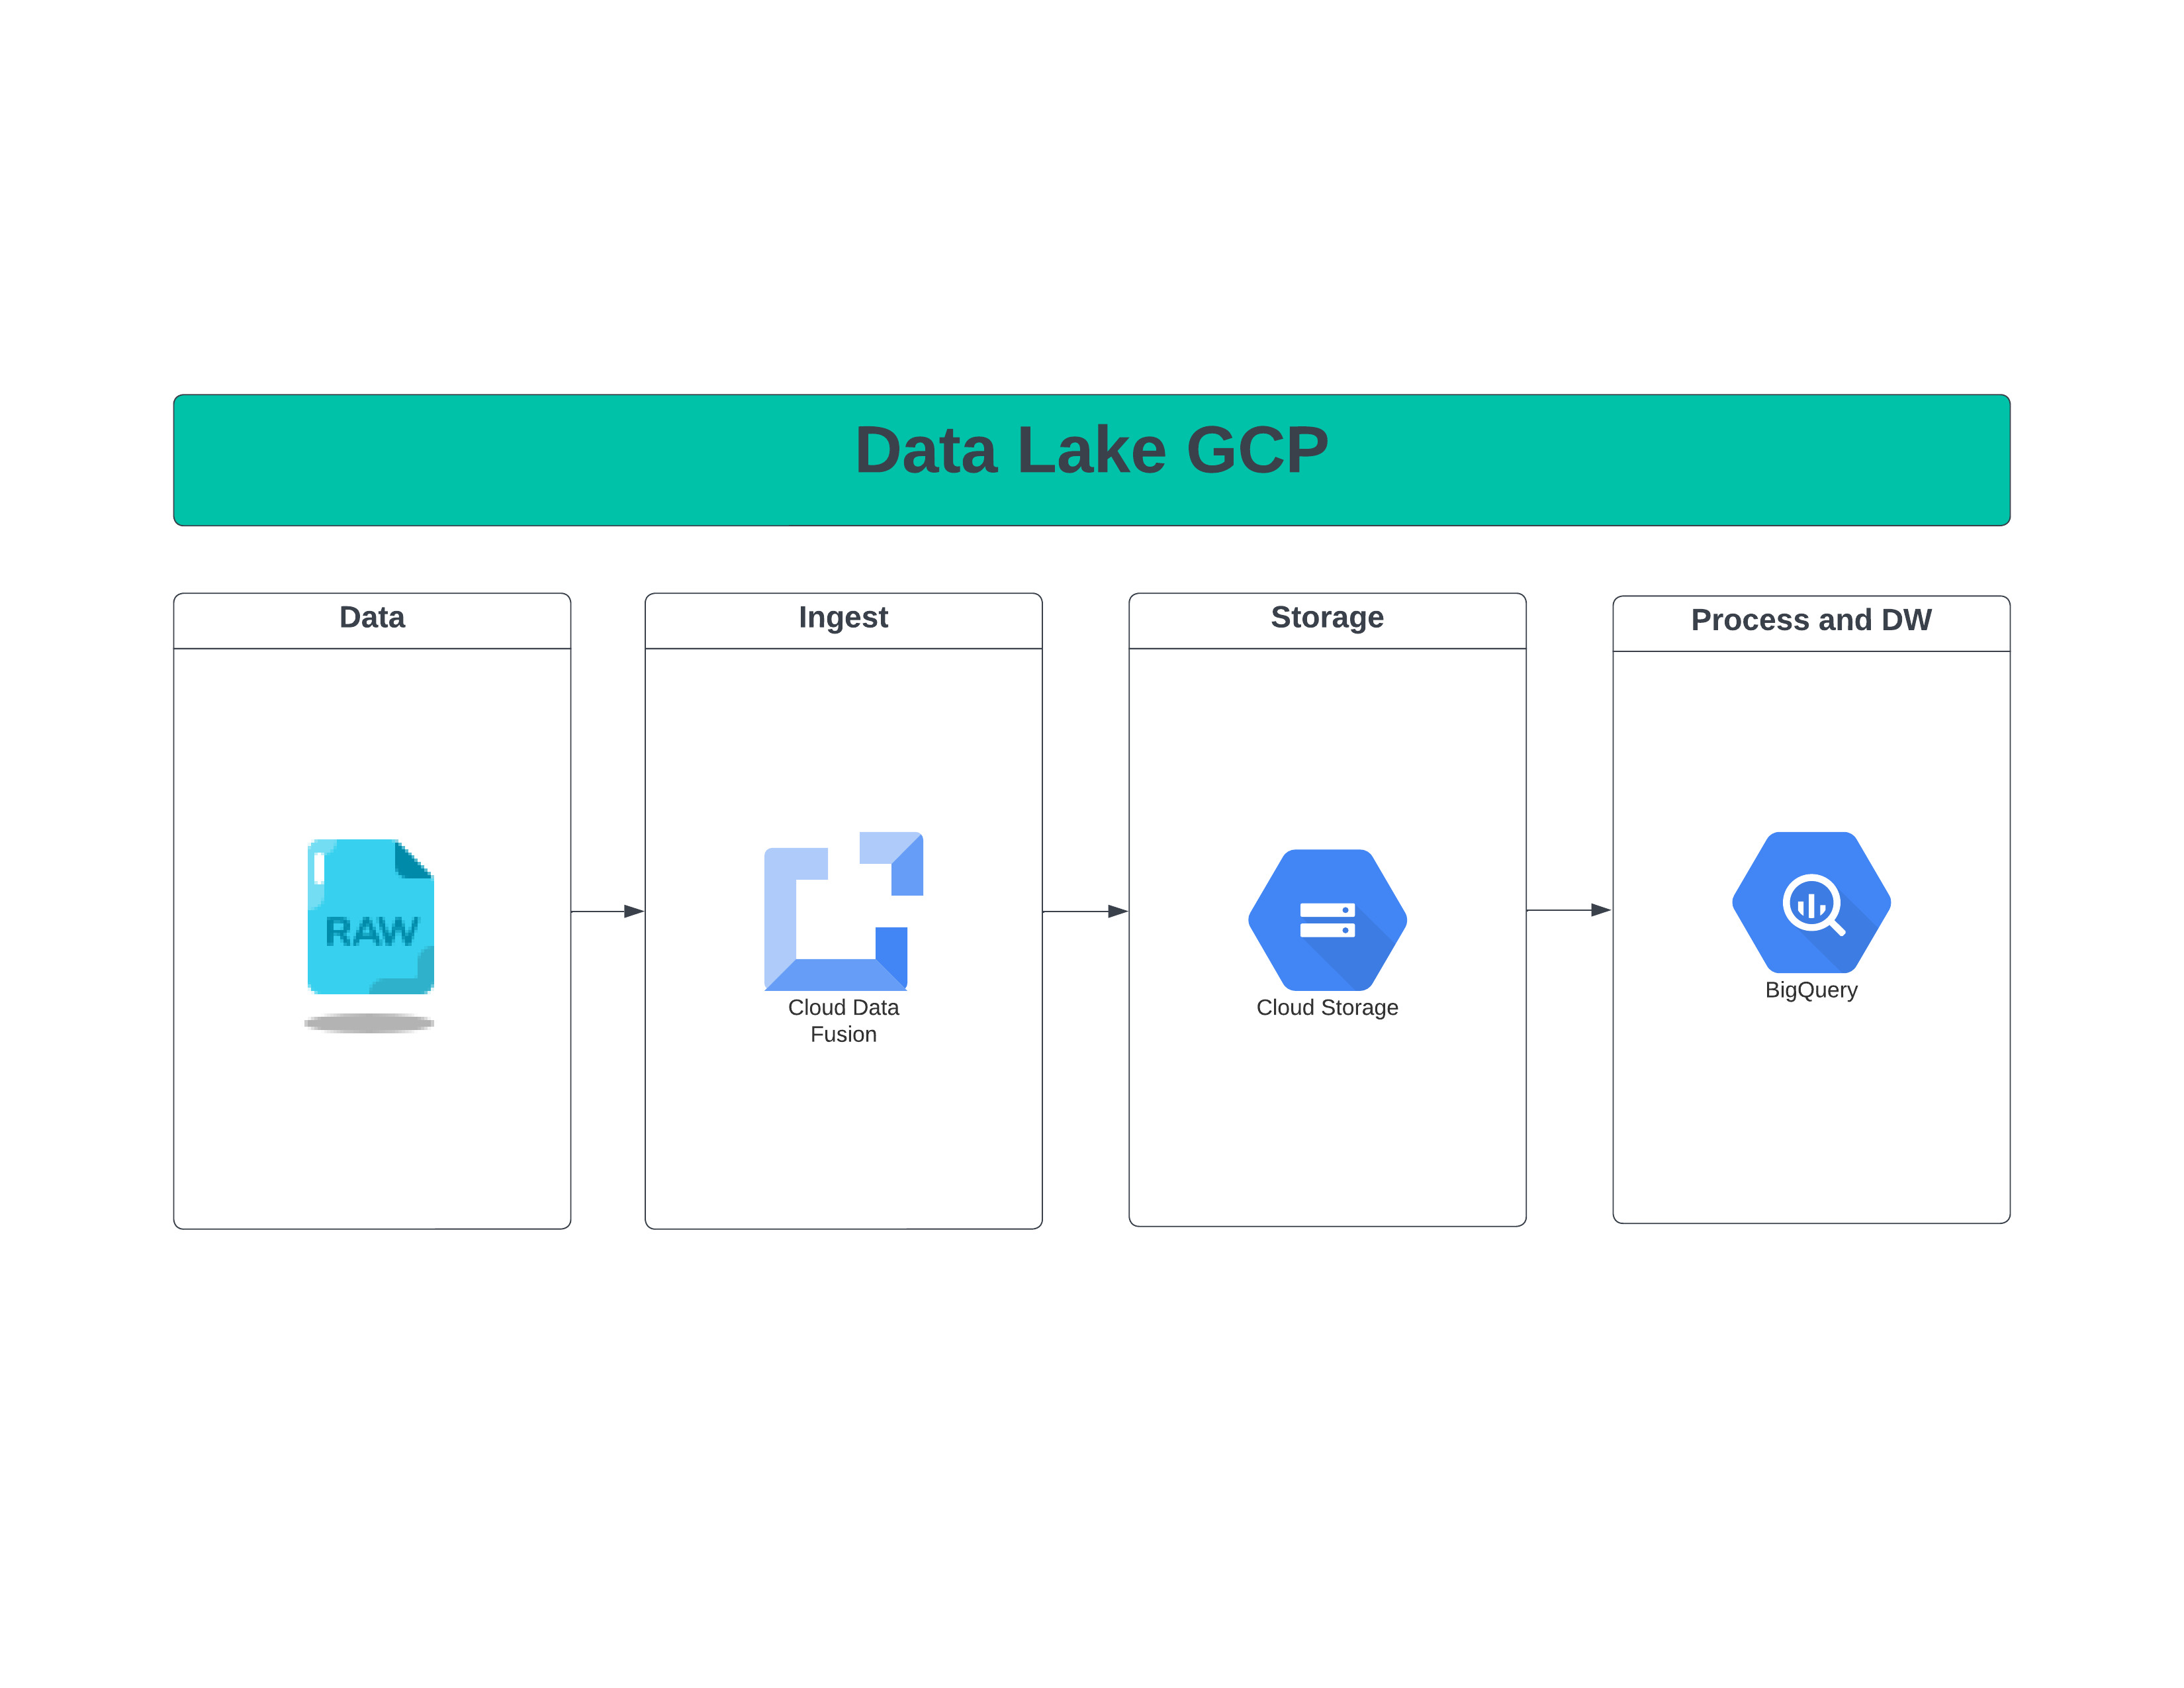 Data Lake GCP
Data
Ingest
Storage
Process and DW
RAW
Cloud Data
Fusion
Cloud Storage
BigQuery